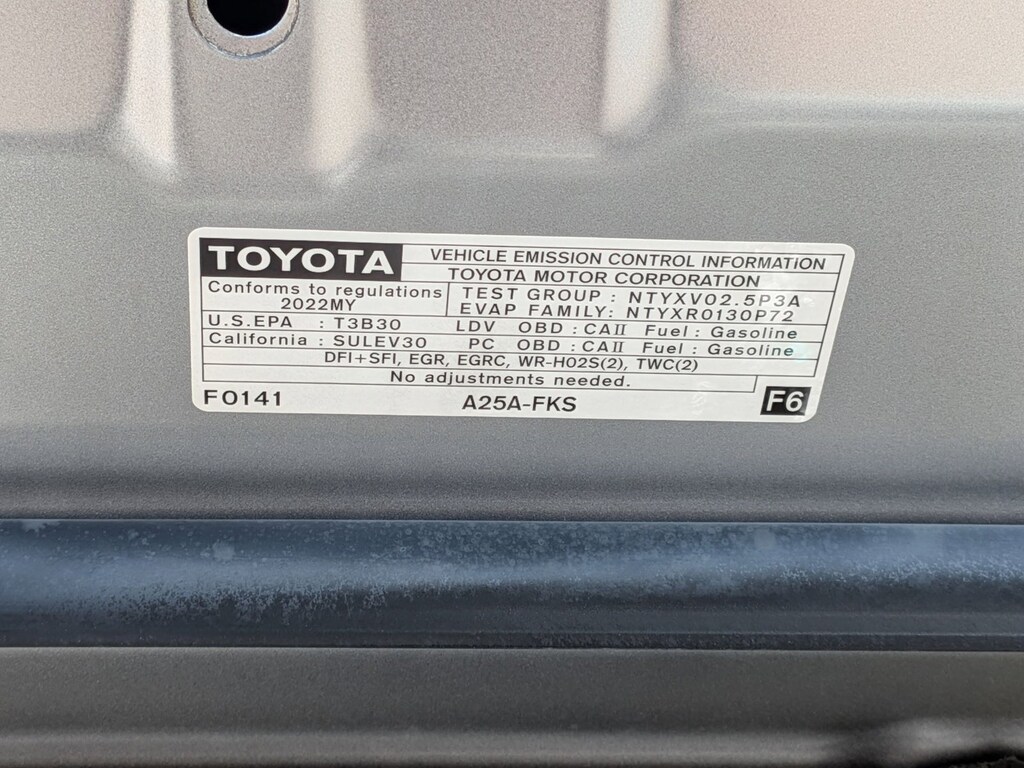 TOYOTA VEHICLE EMISSION CONTROL INFORMATION
TOYOTA MOTOR CORPORATION
Conforms to regulations
2022MY
TEST GROUP : NTYXV02.5P3A
EVAP FAMILY: NTYXR0130P72
U.S.EPA : T3B30 LDV OBD : CAII Fuel : Gasoline
California : SULEV30 PC OBD : CAII Fuel : Gasoline
DFI+SFI, EGR, EGRC, WR-H02S(2), TWC(2)
No adjustments needed.
F0141 A25A-FKS F6